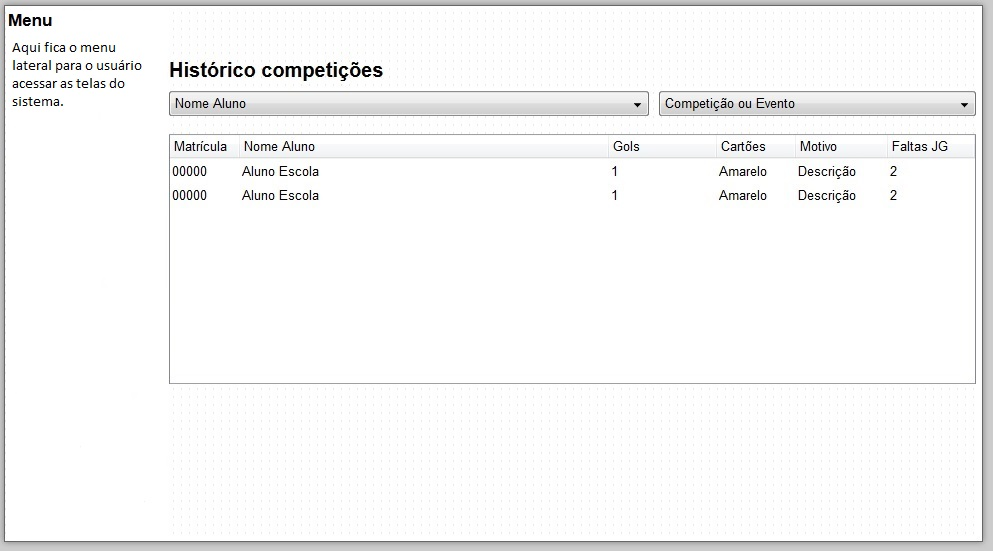 Menu
Aqui fica o menu
lateral para o usuário
acessar as telas do
sistema.
Histórico competições
Nome Aluno Competição ou Evento
Matrícula Nome Aluno Gols Cartões Motivo Faltas JG
00000 Aluno Escola 1 Amarelo Descrição 2
00000 Aluno Escola 1 Amarelo Descrição 2